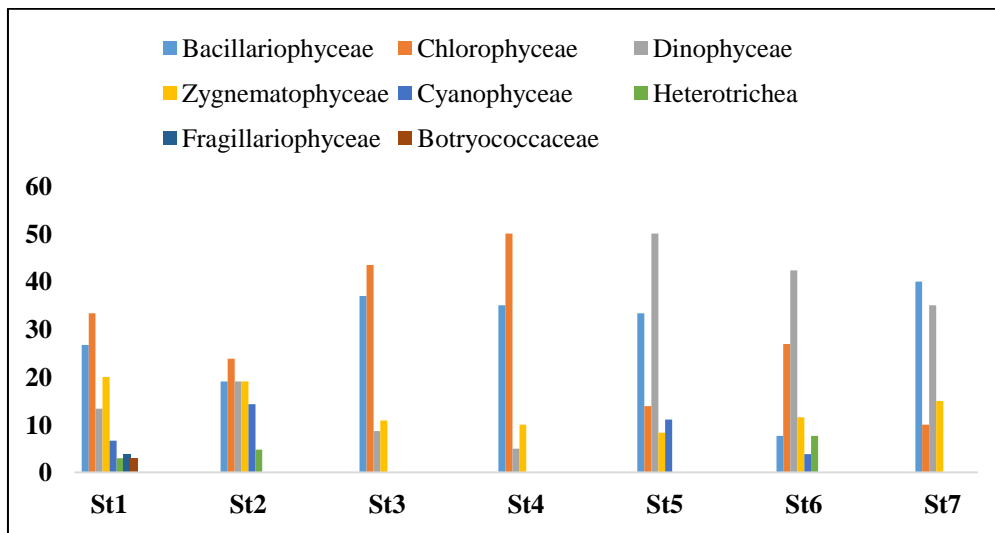 Bacillariophyceae Chlorophyceae Dinophyceae
Zygnematophyceae Cyanophyceae Heterotrichea
Fragillariophyceae Botryococcaceae
60
50
40
30
20
10
0
St1 St2 St3 St4 St5 St6 St7